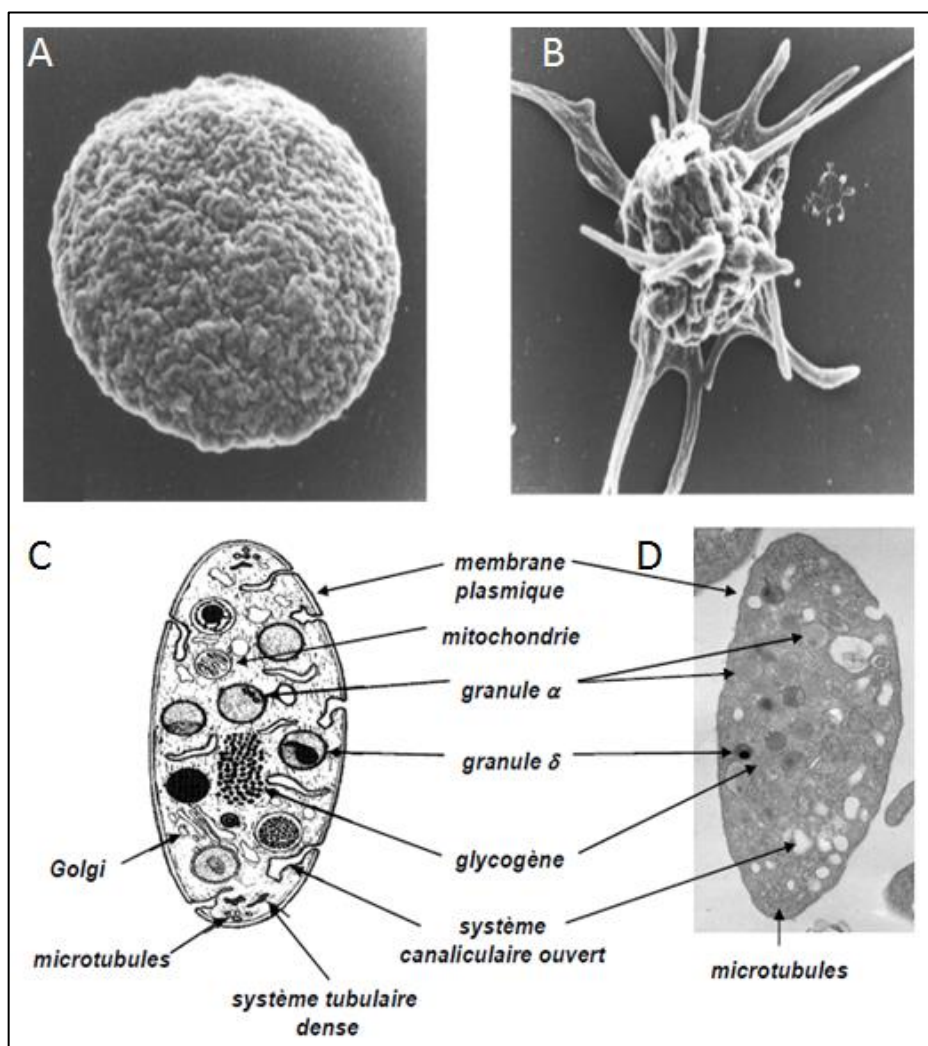 A
B
C
D
membrane
plasmique
mitochondrie
granule α
granule δ
glycogène
Golgi
système
canaliculaire ouvert
microtubules
microtubules
système tubulaire
dense